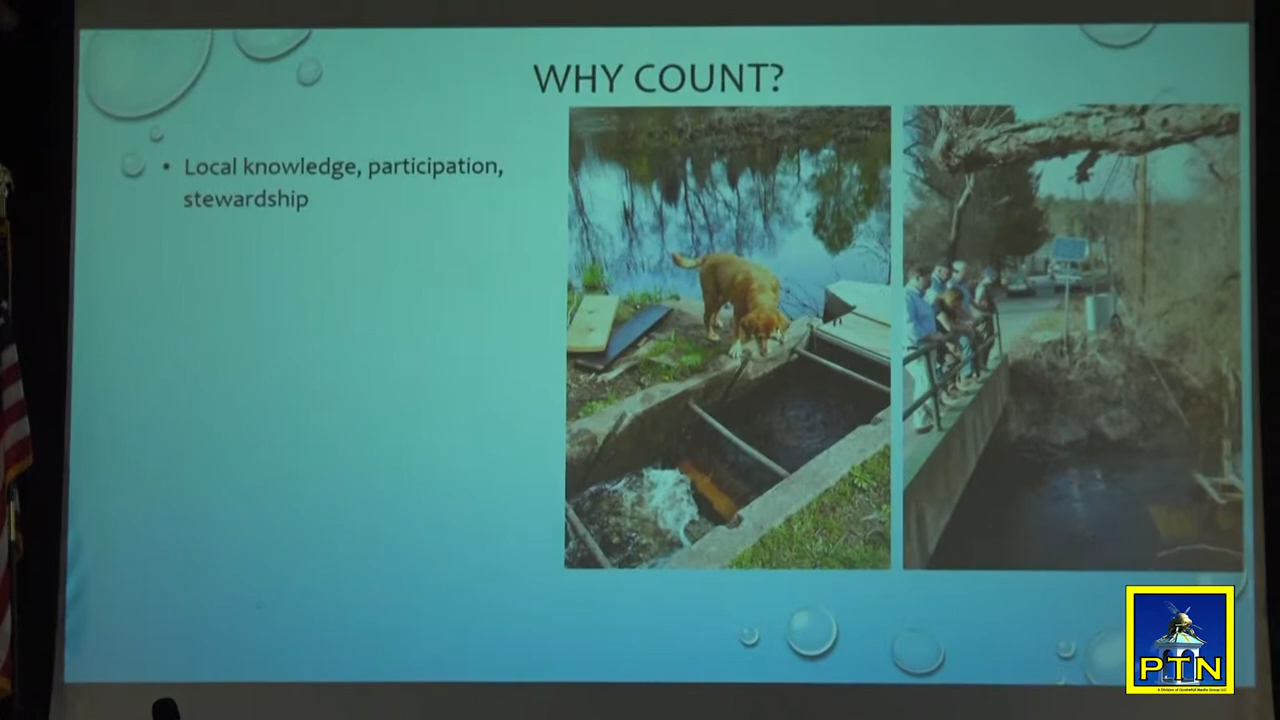 WHY COUNT?
• Local knowledge, participation,
stewardship
PTN